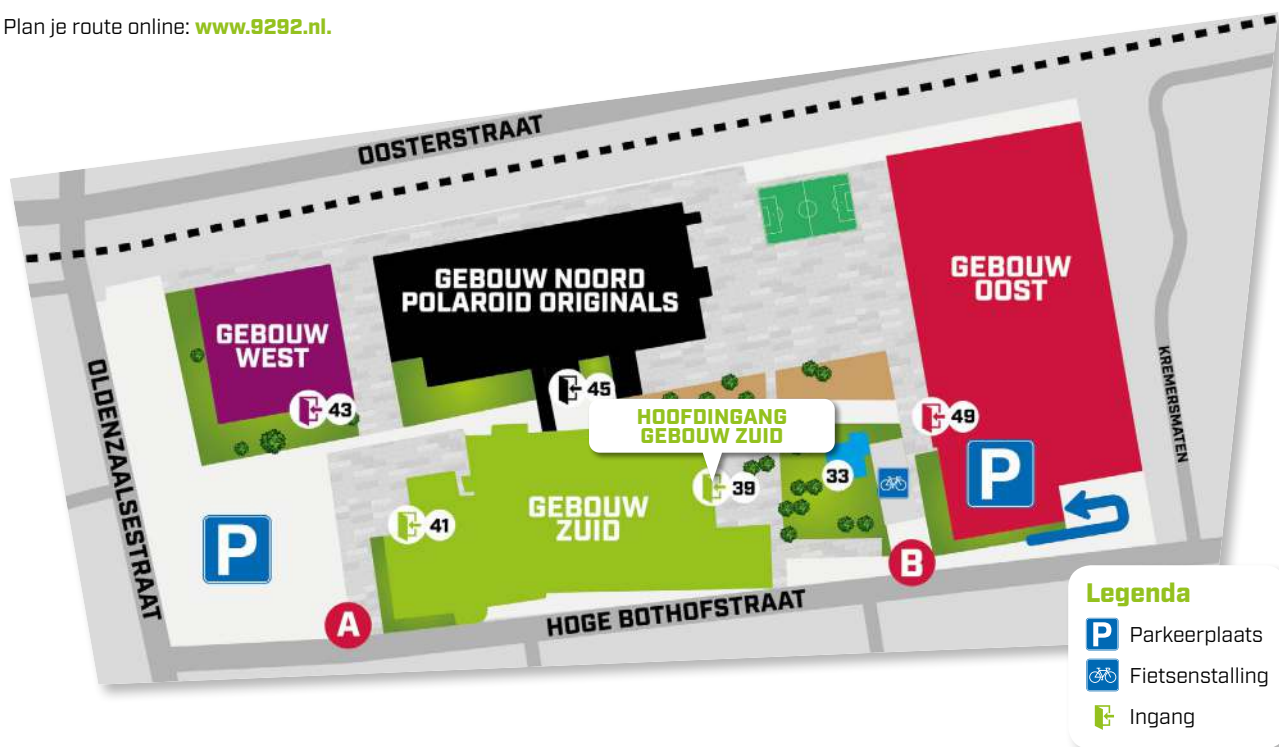 Plan je route online: www.9292.nl.
OOSTERSTRAAT
GEBOUW NOORD
POLAROID ORIGINALS
GEBOUW
OOST
GEBOUW
WEST
43
45
HOOFDINGANG
GEBOUW ZUID
49
OLDENZAALSESTRAAT
KREMERSMATEN
33
39
P
GEBOUW
ZUID
41
P
B
A
HOGE BOTHOFSTRAAT
Legenda
P Parkeerplaats
Fietsenstalling
Ingang